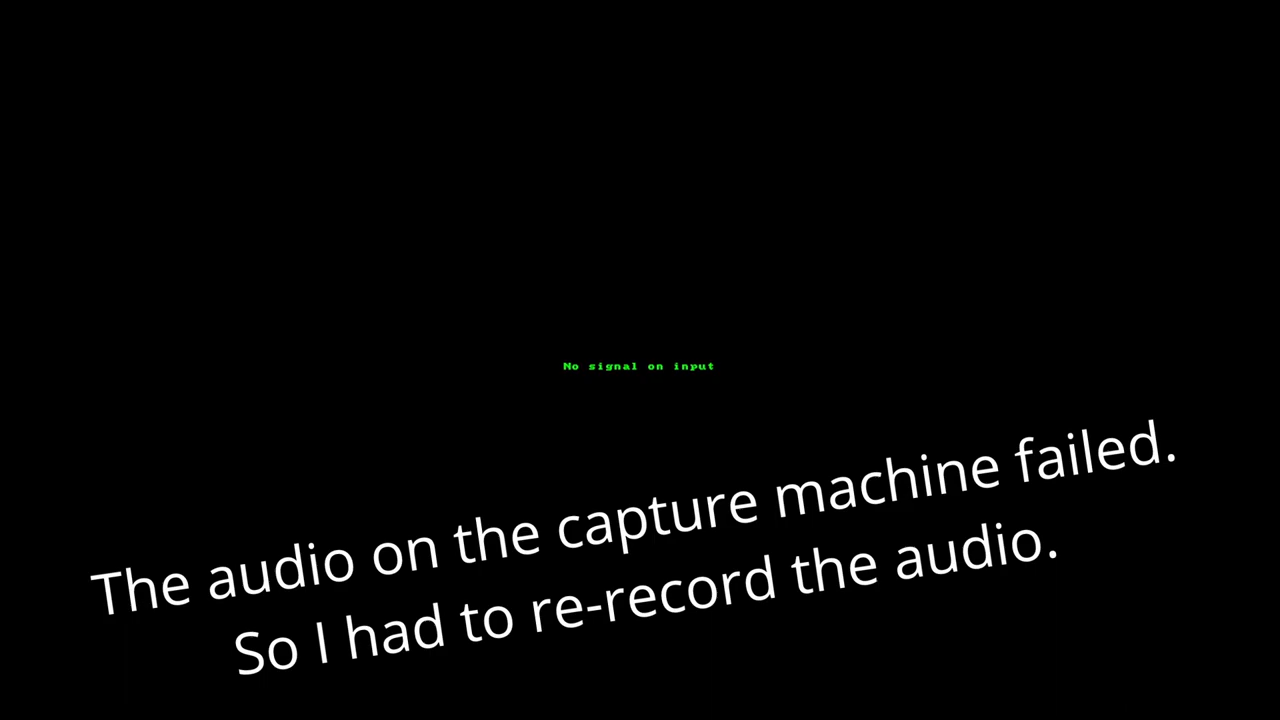 No signal on input
The audio on the capture machine failed.
So I had to re-record the audio.